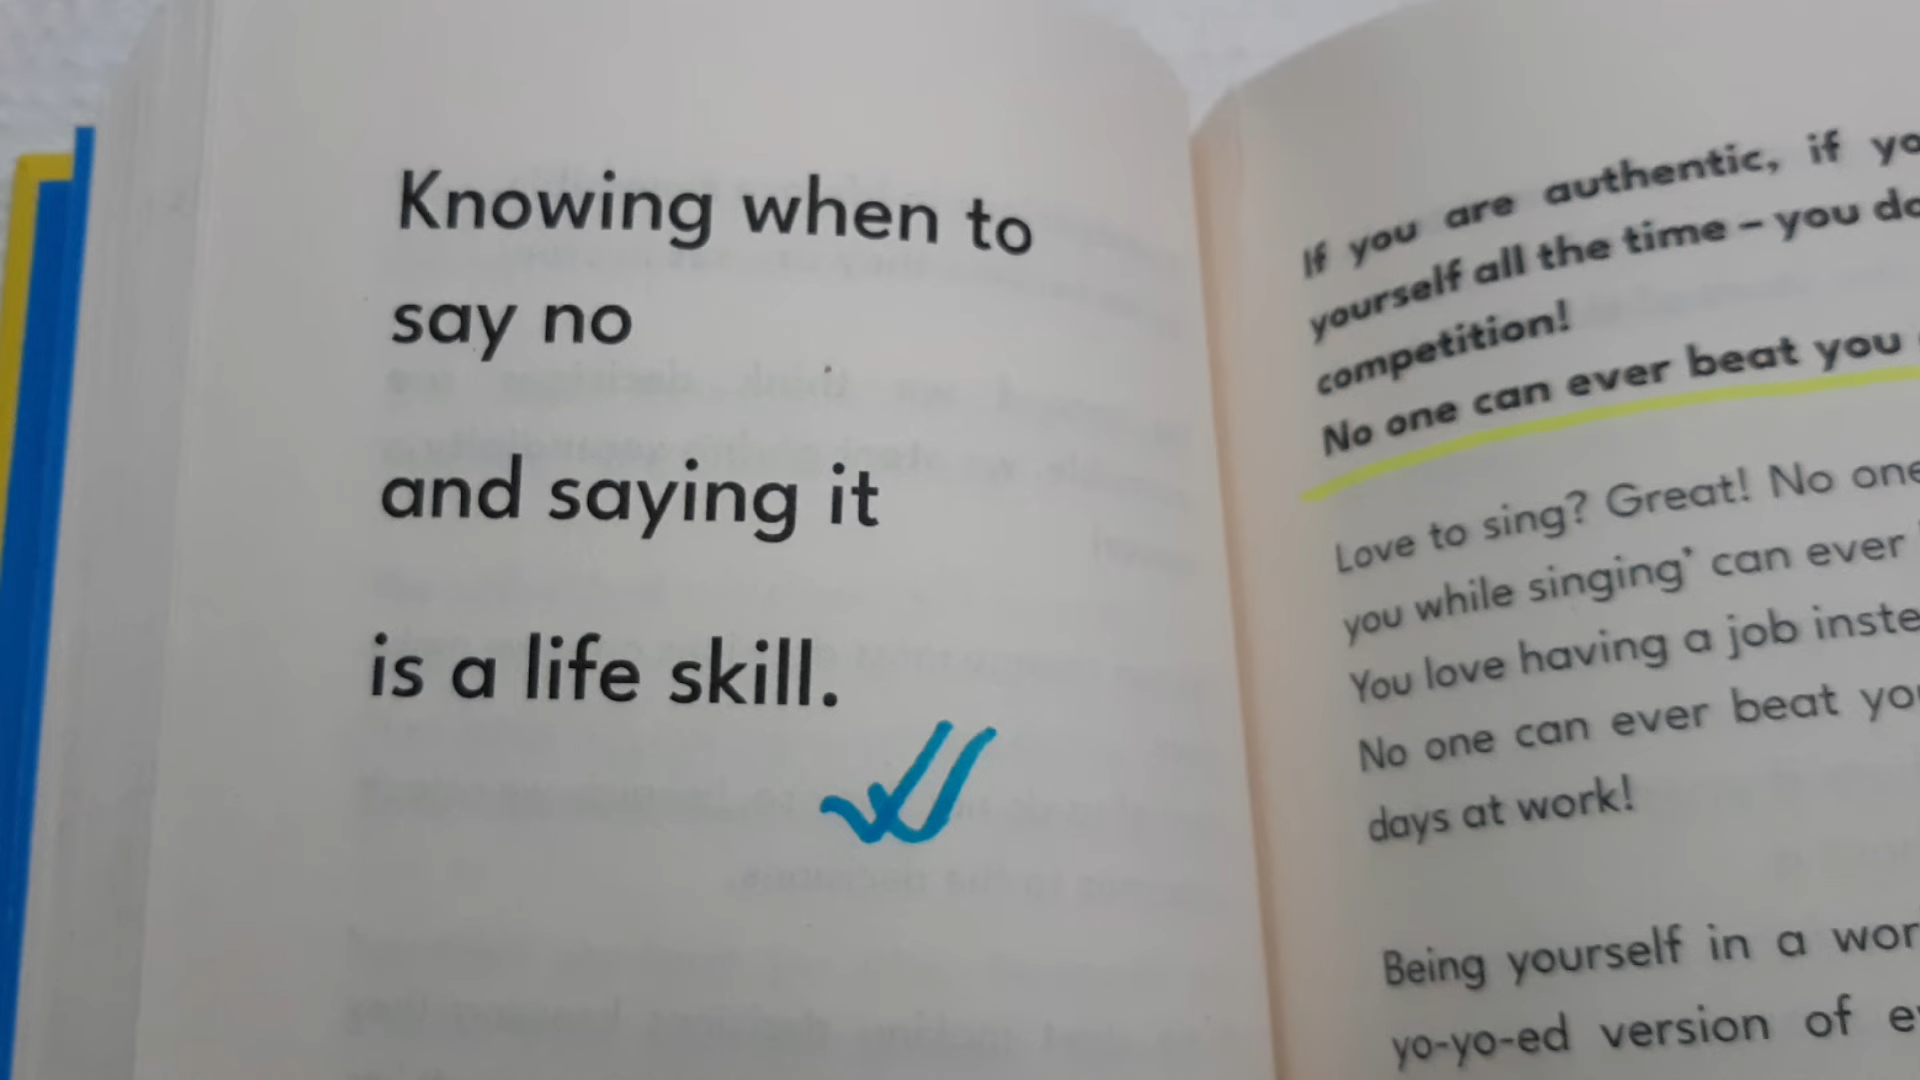 Knowing when to
say no
and saying it
is a life skill.
If you are authentic, if
yourself all the time – you
competition!
No one can ever beat you
Love to sing? Great! No one
you while singing' can ever
You love having a job
No one can ever beat
days at work!
Being yourself in a
yo-yo-ed version of